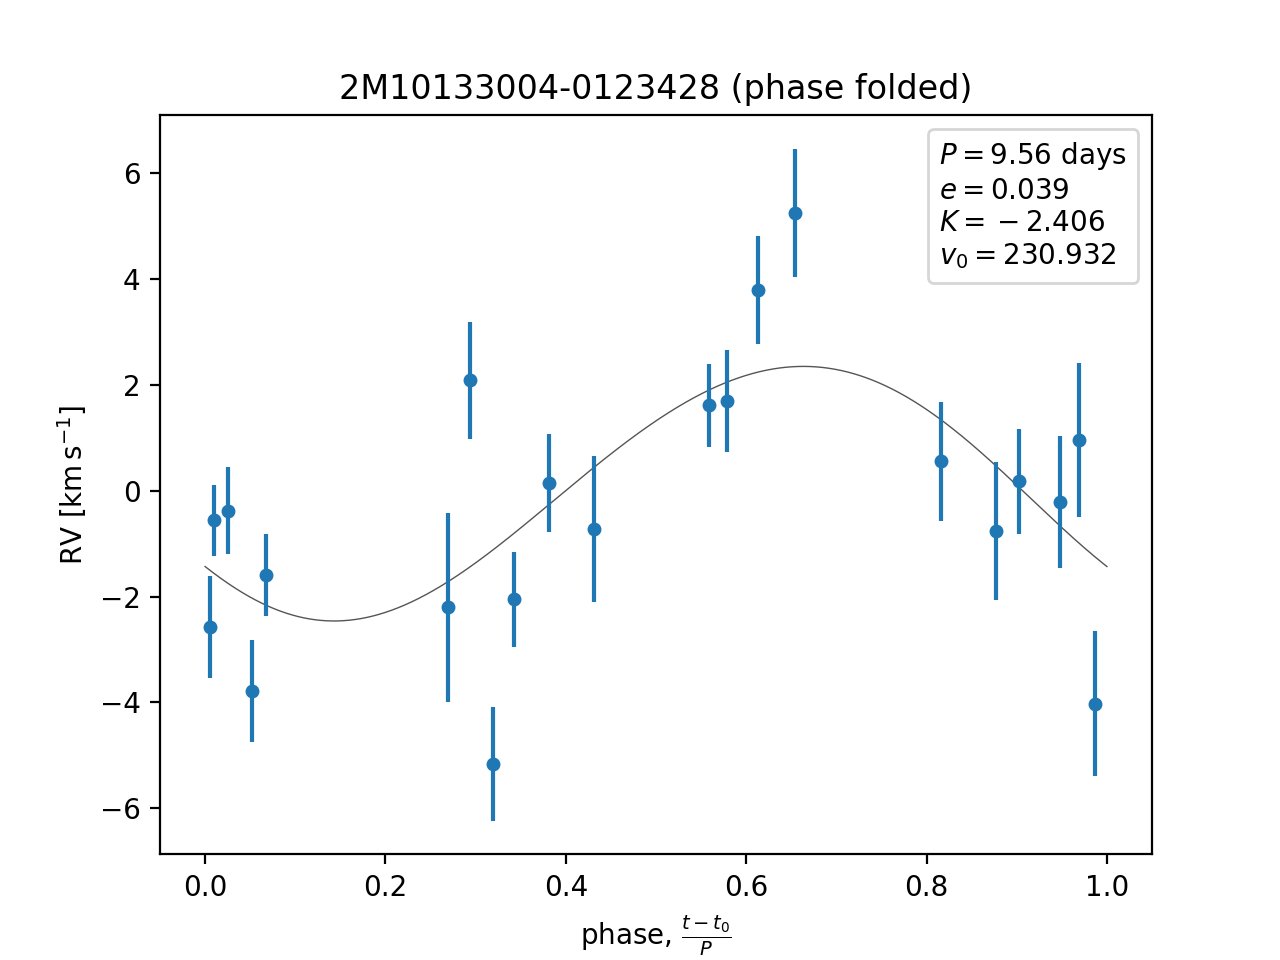 2M10133004-0123428 (phase folded)
P = 9.56 days
e = 0.039
K = −2.406
v₀ = 230.932
RV [km s⁻¹]
6
4
2
0
−2
−4
−6
0.0 0.2 0.4 0.6 0.8 1.0
phase, (t − t₀)/P